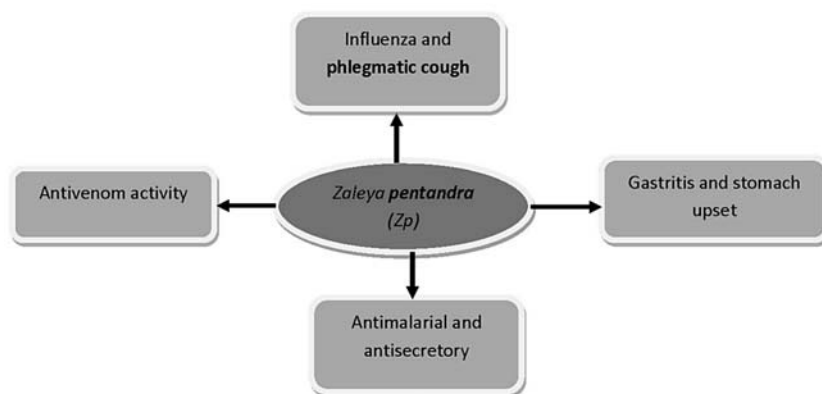 Influenza and
phlegmatic cough
Antivenom activity
Zaleya pentandra
(Zp)
Gastritis and stomach
upset
Antimalarial and
antisecretory